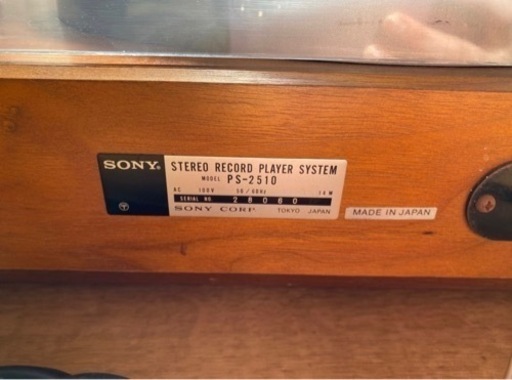 SONY®
STEREO RECORD PLAYER SYSTEM
MODEL PS-2510
AC 100V 50/60Hz 14W
SERIAL NO. 28060
SONY CORP TOKYO JAPAN
MADE IN JAPAN